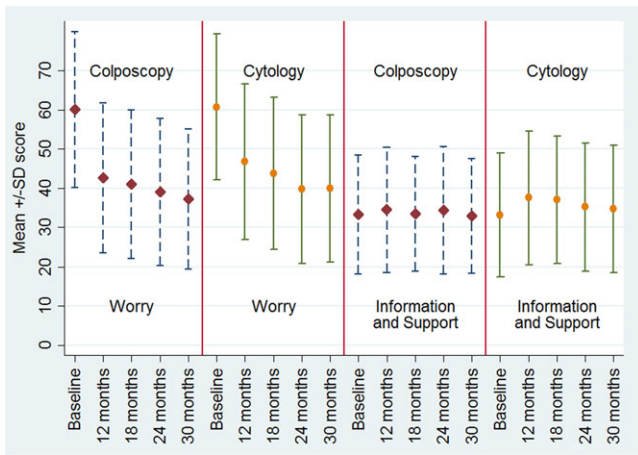 Mean +/-SD score
70
60
50
40
30
20
10
0
Colposcopy
Cytology
Colposcopy
Cytology
Worry
Worry
Information
and Support
Information
and Support
Baseline
12 months
18 months
24 months
30 months
Baseline
12 months
18 months
24 months
30 months
Baseline
12 months
18 months
24 months
30 months
Baseline
12 months
18 months
24 months
30 months